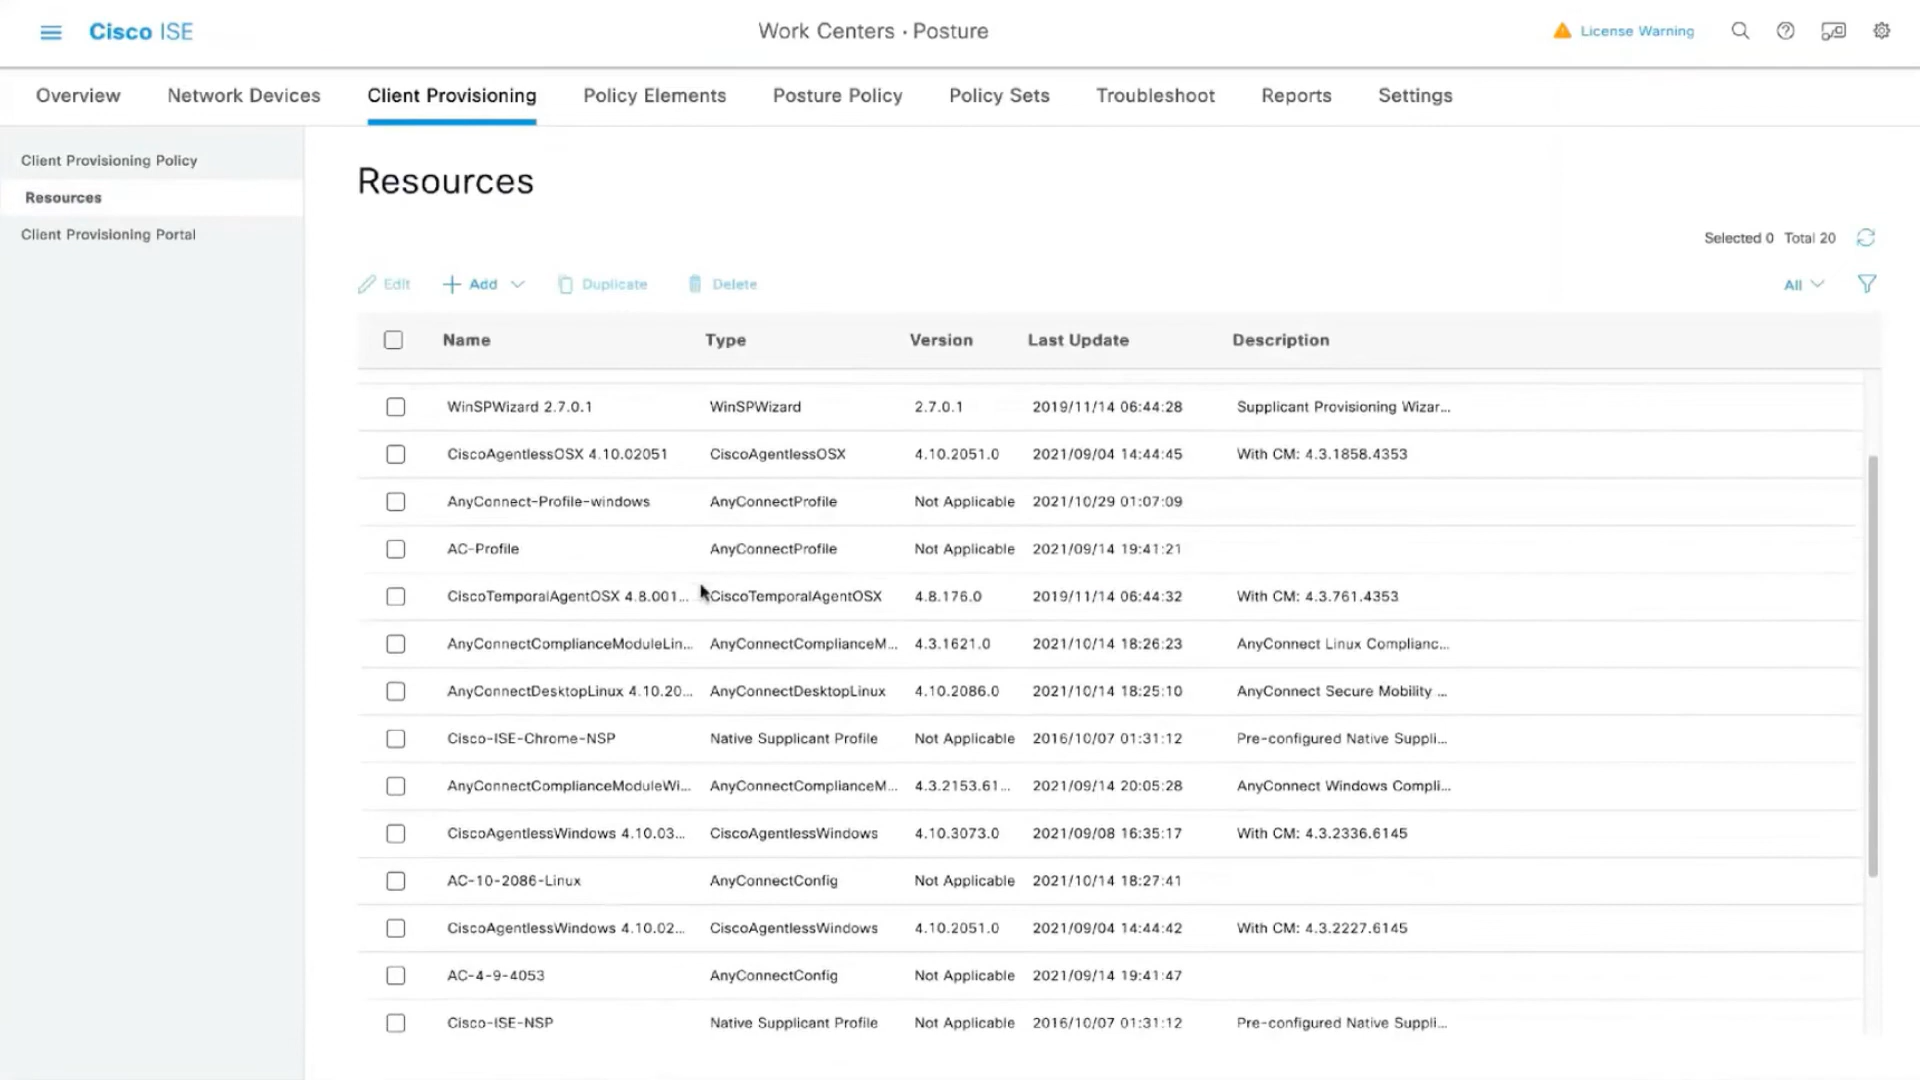 Cisco ISE
Work Centers · Posture
License Warning
Overview Network Devices Client Provisioning Policy Elements Posture Policy Policy Sets Troubleshoot Reports Settings
Client Provisioning Policy
Resources
Client Provisioning Portal
Resources
Selected 0 Total 20
Edit Add Duplicate Delete All
Name Type Version Last Update Description
WinSPWizard 2.7.0.1 WinSPWizard 2.7.0.1 2019/11/14 06:44:28 Supplicant Provisioning Wizar...
CiscoAgentlessOSX 4.10.02051 CiscoAgentlessOSX 4.10.2051.0 2021/09/04 14:44:45 With CM: 4.3.1858.4353
AnyConnect-Profile-windows AnyConnectProfile Not Applicable 2021/10/29 01:07:09
AC-Profile AnyConnectProfile Not Applicable 2021/09/14 19:41:21
CiscoTemporalAgentOSX 4.8.001... CiscoTemporalAgentOSX 4.8.176.0 2019/11/14 06:44:32 With CM: 4.3.761.4353
AnyConnectComplianceModuleLin... AnyConnectComplianceM... 4.3.1621.0 2021/10/14 18:26:23 AnyConnect Linux Complianc...
AnyConnectDesktopLinux 4.10.20... AnyConnectDesktopLinux 4.10.2086.0 2021/10/14 18:25:10 AnyConnect Secure Mobility ...
Cisco-ISE-Chrome-NSP Native Supplicant Profile Not Applicable 2016/10/07 01:31:12 Pre-configured Native Suppli...
AnyConnectComplianceModuleWi... AnyConnectComplianceM... 4.3.2153.61... 2021/09/14 20:05:28 AnyConnect Windows Compli...
CiscoAgentlessWindows 4.10.03... CiscoAgentlessWindows 4.10.3073.0 2021/09/08 16:35:17 With CM: 4.3.2336.6145
AC-10-2086-Linux AnyConnectConfig Not Applicable 2021/10/14 18:27:41
CiscoAgentlessWindows 4.10.02... CiscoAgentlessWindows 4.10.2051.0 2021/09/04 14:44:42 With CM: 4.3.2227.6145
AC-4-9-4053 AnyConnectConfig Not Applicable 2021/09/14 19:41:47
Cisco-ISE-NSP Native Supplicant Profile Not Applicable 2016/10/07 01:31:12 Pre-configured Native Suppli...